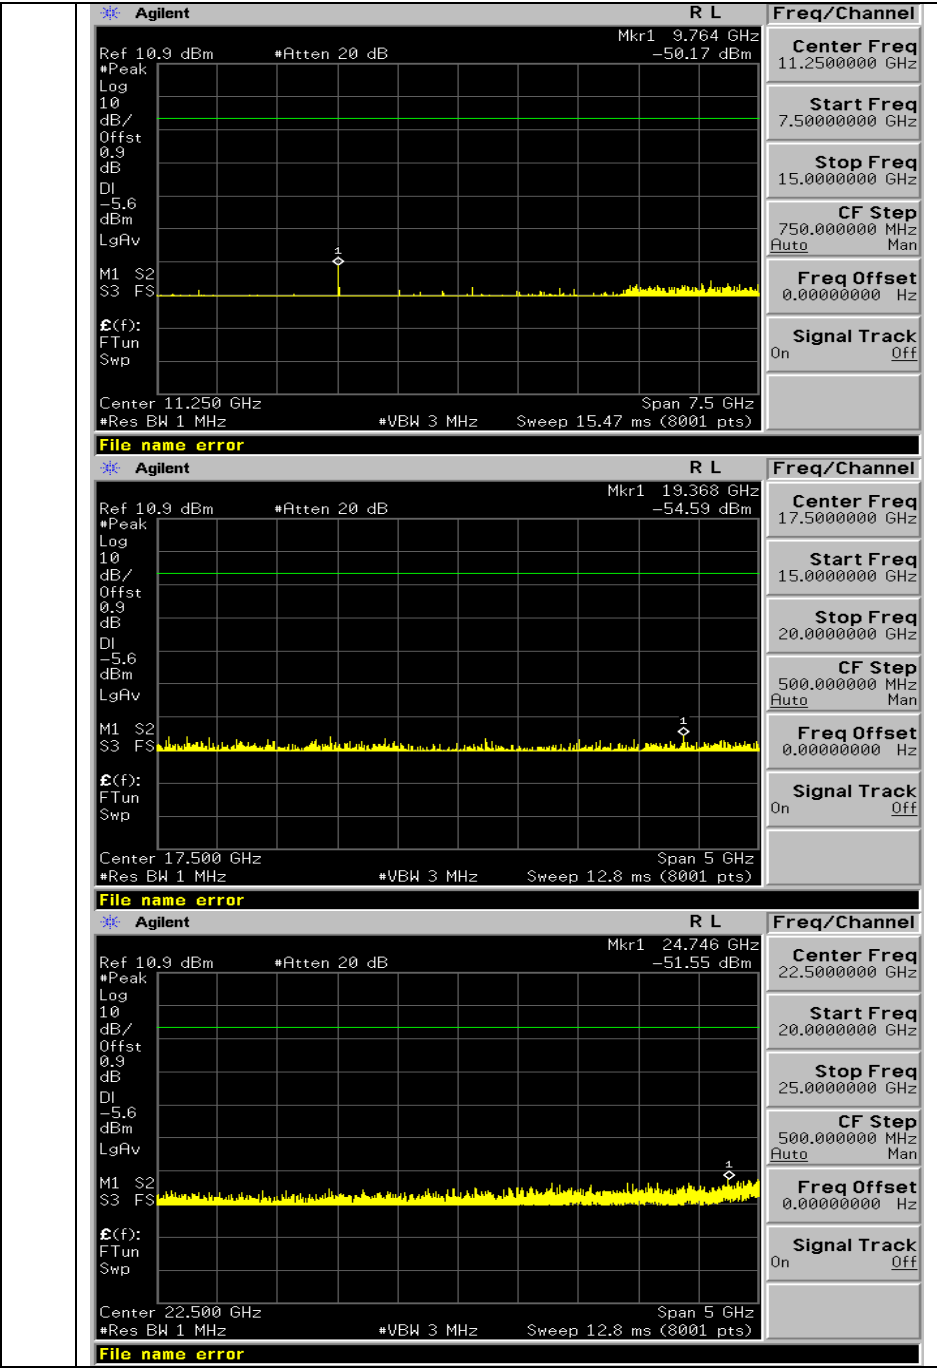 Agilent R L Freq/Channel
Mkr1 9.764 GHz
Ref 10.9 dBm #Atten 20 dB -50.17 dBm
#Peak
Log
10
dB/
Offst
0.9
dB
DI
-5.6
dBm
LgAv
1
M1 S2
S3 FS
£(f):
FTun
Swp
Center 11.250 GHz Span 7.5 GHz
#Res BW 1 MHz #VBW 3 MHz Sweep 15.47 ms (8001 pts)
File name error
Center Freq
11.2500000 GHz
Start Freq
7.50000000 GHz
Stop Freq
15.0000000 GHz
CF Step
750.000000 MHz
Auto Man
Freq Offset
0.00000000 Hz
Signal Track
On Off
Agilent R L Freq/Channel
Mkr1 19.368 GHz
Ref 10.9 dBm #Atten 20 dB -54.59 dBm
#Peak
Log
10
dB/
Offst
0.9
dB
DI
-5.6
dBm
LgAv
1
M1 S2
S3 FS
£(f):
FTun
Swp
Center 17.500 GHz Span 5 GHz
#Res BW 1 MHz #VBW 3 MHz Sweep 12.8 ms (8001 pts)
File name error
Center Freq
17.5000000 GHz
Start Freq
15.0000000 GHz
Stop Freq
20.0000000 GHz
CF Step
500.000000 MHz
Auto Man
Freq Offset
0.00000000 Hz
Signal Track
On Off
Agilent R L Freq/Channel
Mkr1 24.746 GHz
Ref 10.9 dBm #Atten 20 dB -51.55 dBm
#Peak
Log
10
dB/
Offst
0.9
dB
DI
-5.6
dBm
LgAv
1
M1 S2
S3 FS
£(f):
FTun
Swp
Center 22.500 GHz Span 5 GHz
#Res BW 1 MHz #VBW 3 MHz Sweep 12.8 ms (8001 pts)
File name error
Center Freq
22.5000000 GHz
Start Freq
20.0000000 GHz
Stop Freq
25.0000000 GHz
CF Step
500.000000 MHz
Auto Man
Freq Offset
0.00000000 Hz
Signal Track
On Off